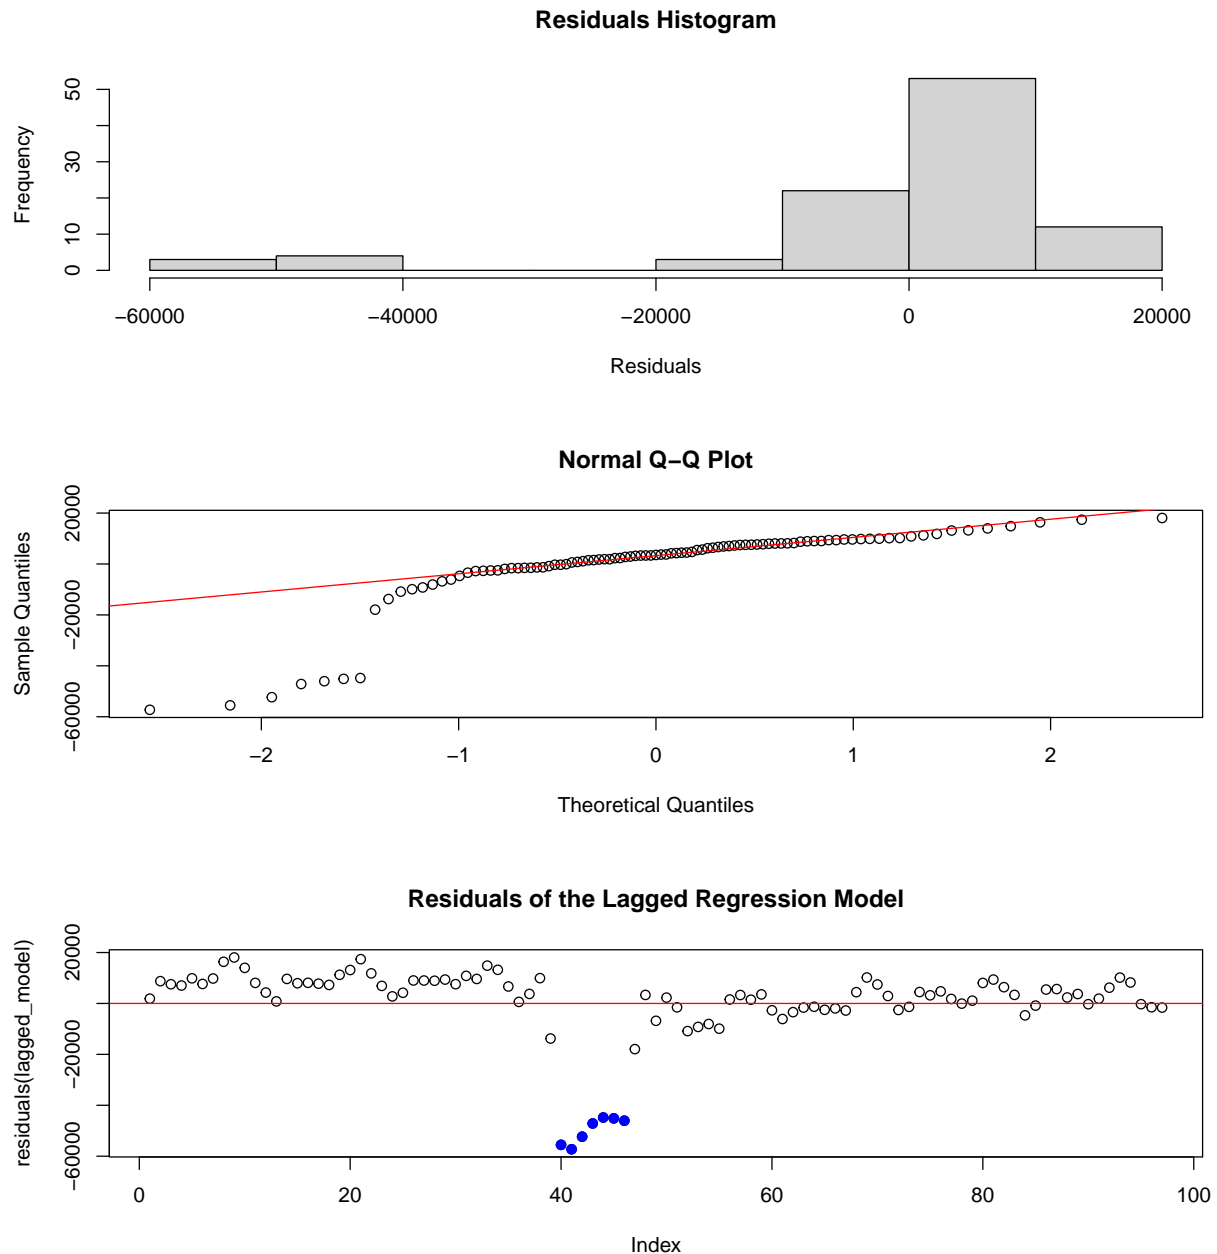 Residuals Histogram
Frequency
50
30
10
0
−60000
−40000
−20000
0
20000
Residuals
Normal Q−Q Plot
Sample Quantiles
20000
−20000
−60000
−2
−1
0
1
2
Theoretical Quantiles
Residuals of the Lagged Regression Model
residuals(lagged_model)
20000
−20000
−60000
0
20
40
60
80
100
Index